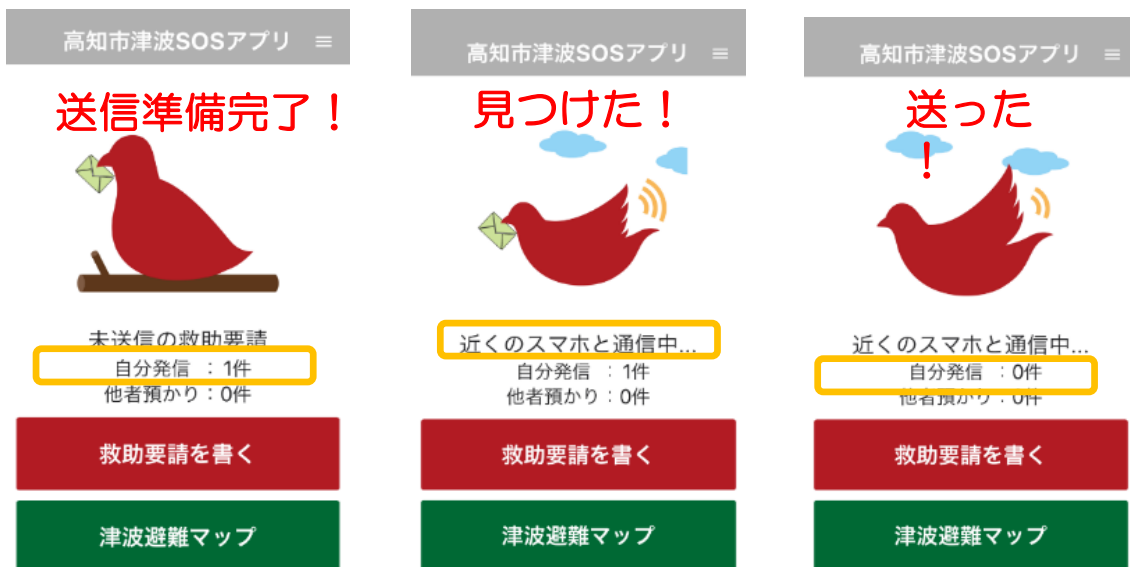 高知市津波SOSアプリ ≡
送信準備完了！
未送信の救助要請
自分発信 ：1件
他者預かり：0件
救助要請を書く
津波避難マップ
高知市津波SOSアプリ ≡
見つけた！
近くのスマホと通信中...
自分発信 ：1件
他者預かり：0件
救助要請を書く
津波避難マップ
高知市津波SOSアプリ ≡
送った
！
近くのスマホと通信中...
自分発信 ：0件
他者預かり：0件
救助要請を書く
津波避難マップ